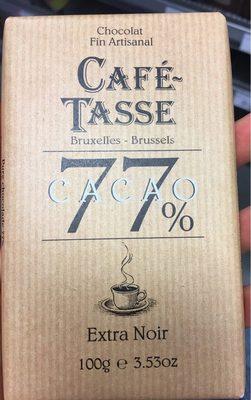 Chocolat
Fin Artisanal
CAFÉ-
TASSE
Bruxelles - Brussels
77%
CACAO
Extra Noir
100g e 3.53oz